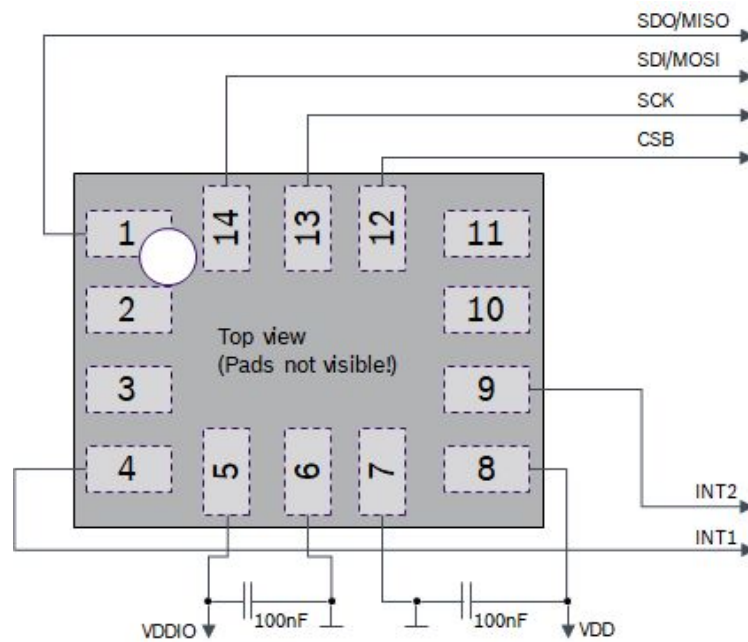 SDO/MISO
SDI/MOSI
SCK
CSB
1
14
13
12
11
2
10
Top view
(Pads not visible!)
3
9
4
5
6
7
8
INT2
INT1
100nF
100nF
VDDIO
VDD